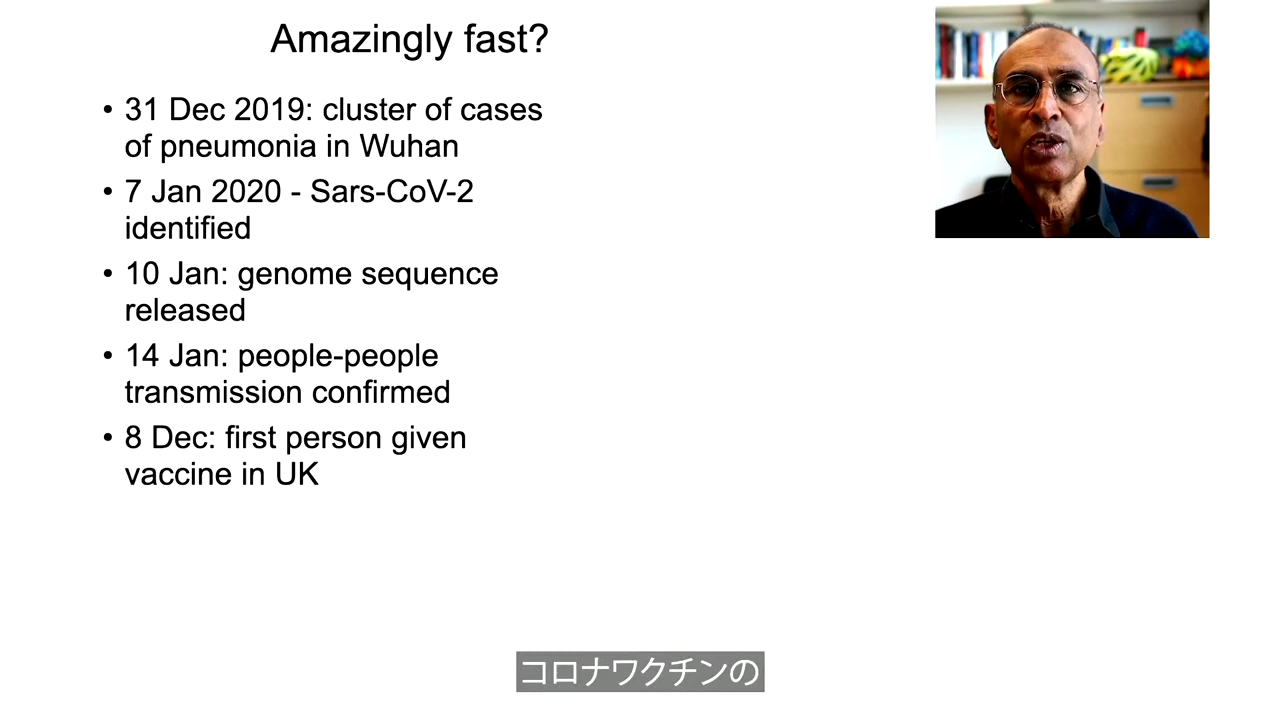 Amazingly fast?
• 31 Dec 2019: cluster of cases
of pneumonia in Wuhan
• 7 Jan 2020 - Sars-CoV-2
identified
• 10 Jan: genome sequence
released
• 14 Jan: people-people
transmission confirmed
• 8 Dec: first person given
vaccine in UK
コロナワクチンの